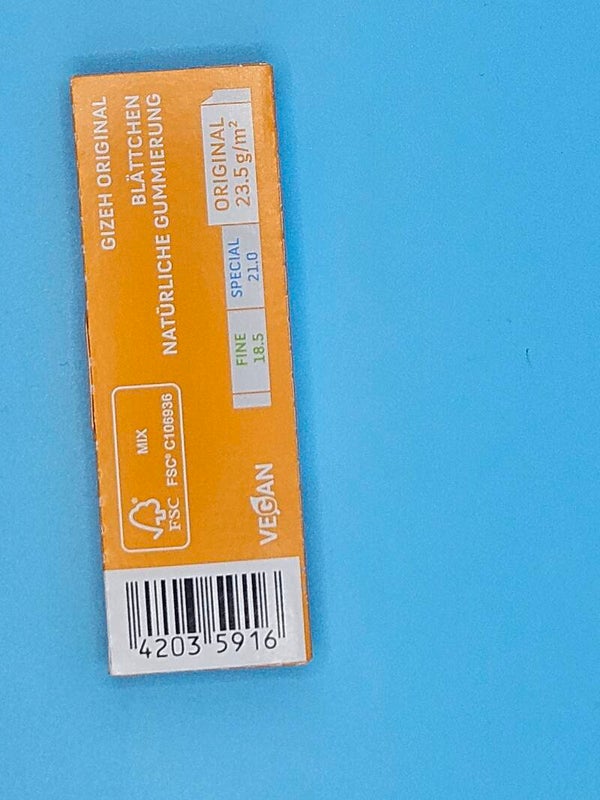 GIZEH ORIGINAL
BLÄTTCHEN
NATÜRLICHE GUMMIERUNG
FINE
18.5
SPECIAL
21.0
ORIGINAL
23.5 g/m²
FSC
MIX
FSC® C106936
VEGAN
4203 5916